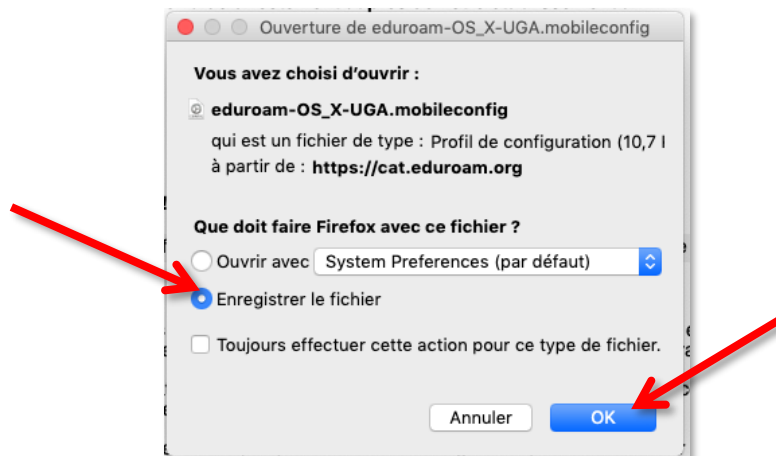 Ouverture de eduroam-OS_X-UGA.mobileconfig
Vous avez choisi d'ouvrir :
eduroam-OS_X-UGA.mobileconfig
qui est un fichier de type : Profil de configuration (10,7
à partir de : https://cat.eduroam.org
Que doit faire Firefox avec ce fichier ?
Ouvrir avec System Preferences (par défaut)
Enregistrer le fichier
Toujours effectuer cette action pour ce type de fichier.
Annuler OK